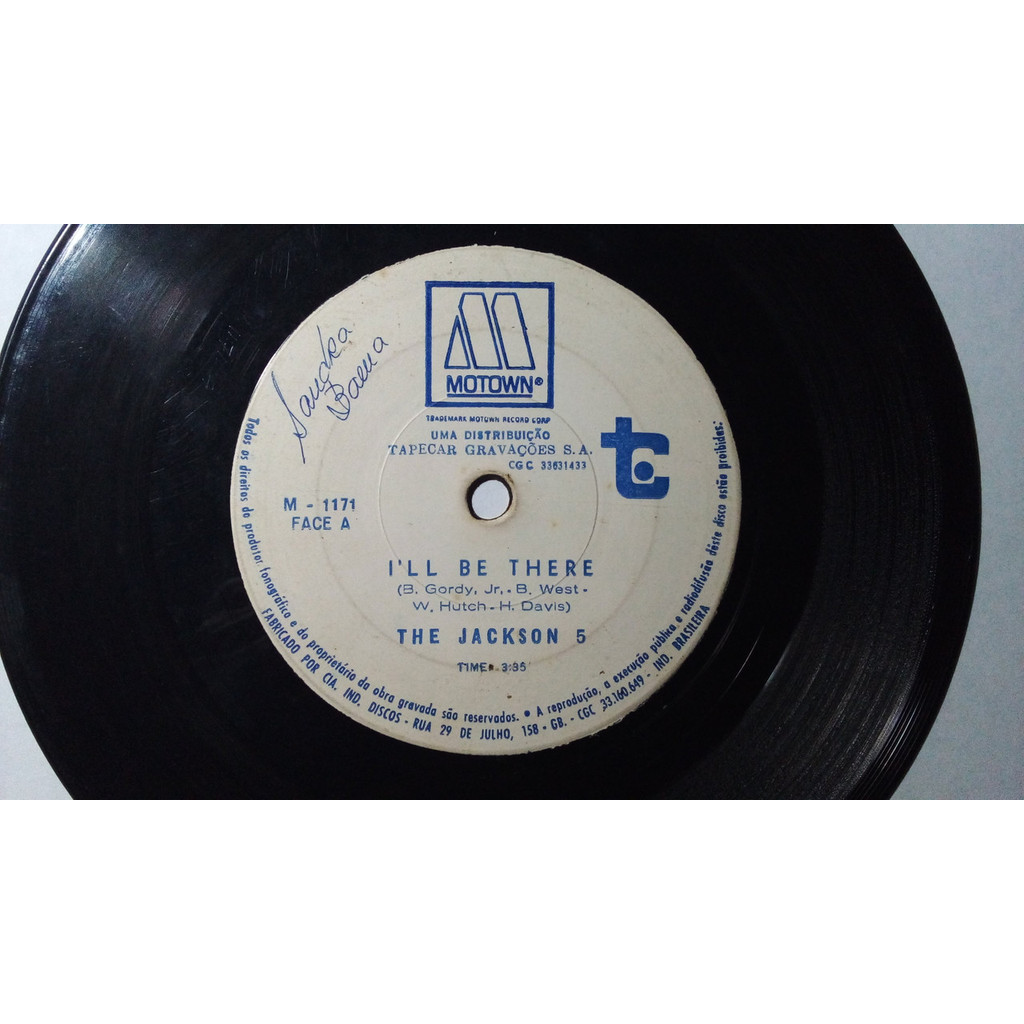 Sandra
Baena
MOTOWN®
TRADEMARK MOTOWN RECORD CORP
UMA DISTRIBUIÇÃO
TAPECAR GRAVAÇÕES S.A.
CGC 33631433
tc
M - 1171
FACE A
I'LL BE THERE
(B. Gordy, Jr. - B. West -
W. Hutch - H. Davis)
THE JACKSON 5
TIME: 3:35
Todos os direitos do produtor fonográfico e do proprietário da obra gravada são reservados. • A reprodução, a execução pública e radiodifusão dêste disco estão proibidas.
FABRICADO POR CIA. IND. DISCOS - RUA 29 DE JULHO, 158 - GB. - CGC 33.160.649 - IND. BRASILEIRA